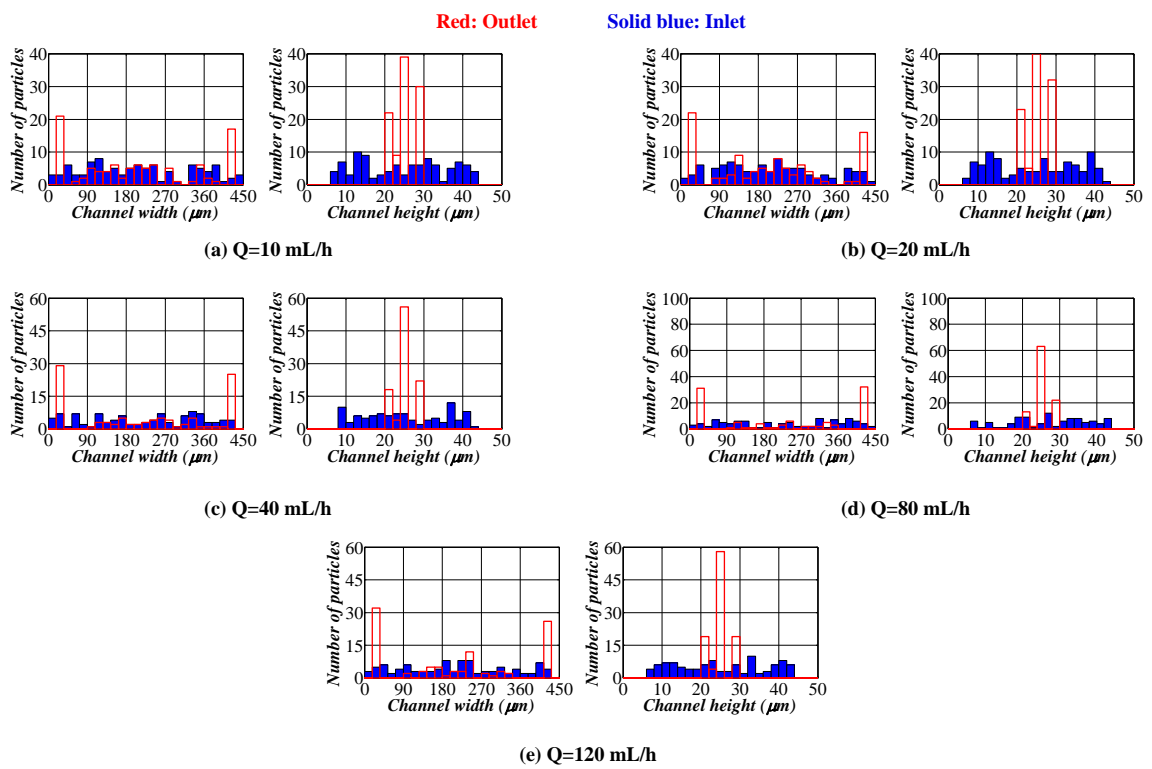 Red: Outlet Solid blue: Inlet
Number of particles
40
30
20
10
0
0 90 180 270 360 450
Channel width (μm)
Number of particles
40
30
20
10
0
0 10 20 30 40 50
Channel height (μm)
(a) Q=10 mL/h
Number of particles
40
30
20
10
0
0 90 180 270 360 450
Channel width (μm)
Number of particles
40
30
20
10
0
0 10 20 30 40 50
Channel height (μm)
(b) Q=20 mL/h
Number of particles
60
45
30
15
0
0 90 180 270 360 450
Channel width (μm)
Number of particles
60
45
30
15
0
0 10 20 30 40 50
Channel height (μm)
(c) Q=40 mL/h
Number of particles
100
80
60
40
20
0
0 90 180 270 360 450
Channel width (μm)
Number of particles
100
80
60
40
20
0
0 10 20 30 40 50
Channel height (μm)
(d) Q=80 mL/h
Number of particles
60
45
30
15
0
0 90 180 270 360 450
Channel width (μm)
Number of particles
60
45
30
15
0
0 10 20 30 40 50
Channel height (μm)
(e) Q=120 mL/h